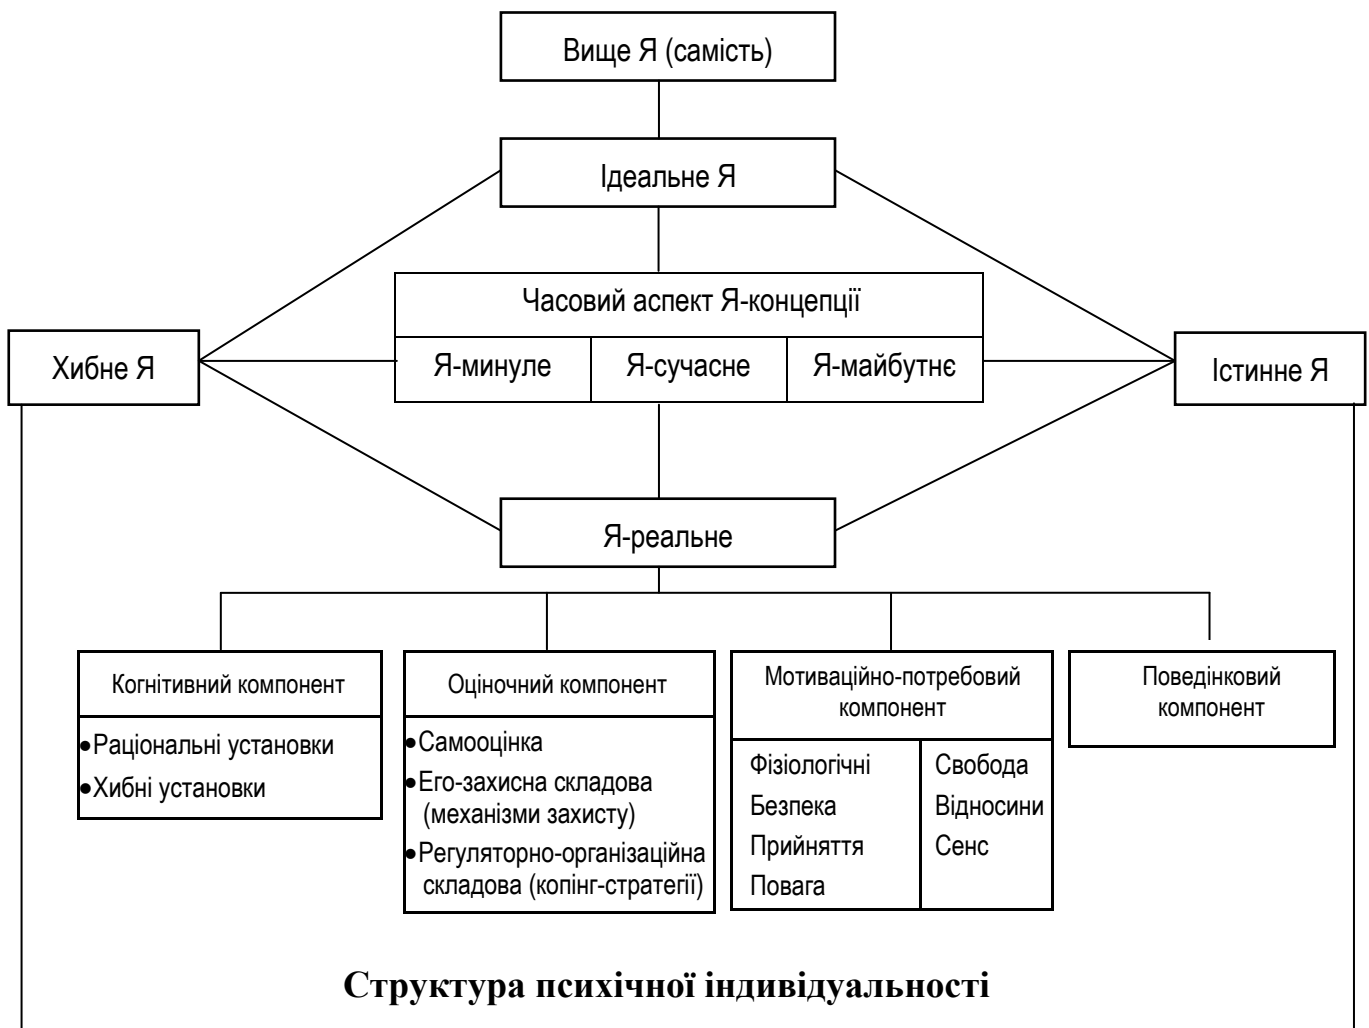 Вище Я (самість)
Ідеальне Я
Часовий аспект Я-концепції
Хибне Я
Я-минуле
Я-сучасне
Я-майбутнє
Істинне Я
Я-реальне
Когнітивний компонент
•Раціональні установки
•Хибні установки
Оціночний компонент
•Самооцінка
•Его-захисна складова
(механізми захисту)
•Регуляторно-організаційна
складова (копінг-стратегії)
Мотиваційно-потребовий
компонент
Фізіологічні
Безпека
Прийняття
Повага
Свобода
Відносини
Сенс
Поведінковий
компонент
Структура психічної індивідуальності